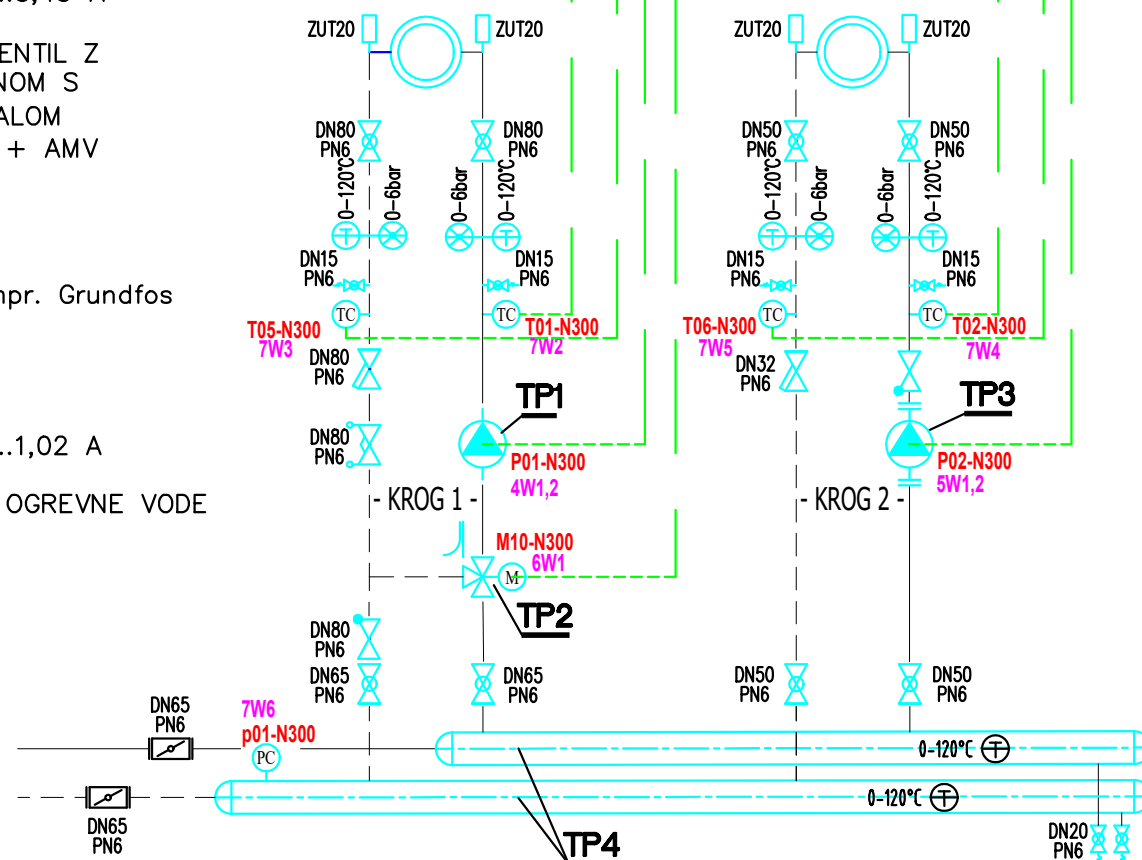 ENTIL Z
NOM S
ALOM
+ AMV
mpr. Grundfos
..1,02 A
OGREVNE VODE
ZUT20
ZUT20
ZUT20
ZUT20
DN80
PN6
DN80
PN6
DN50
PN6
DN50
PN6
0-120°C
0-6bar
0-6bar
0-120°C
0-120°C
0-6bar
0-6bar
0-120°C
T
T
T
T
DN15
PN6
DN15
PN6
DN15
PN6
DN15
PN6
TC
TC
TC
TC
T05-N300
7W3
T01-N300
7W2
T06-N300
7W5
T02-N300
7W4
DN80
PN6
DN32
PN6
TP1
TP3
DN80
PN6
P01-N300
4W1,2
P02-N300
5W1,2
- KROG 1 -
- KROG 2 -
M10-N300
6W1
M
TP2
DN80
PN6
DN65
PN6
DN65
PN6
DN50
PN6
DN50
PN6
DN65
PN6
7W6
p01-N300
PC
0-120°C
T
0-120°C
T
DN65
PN6
TP4
DN20
PN6